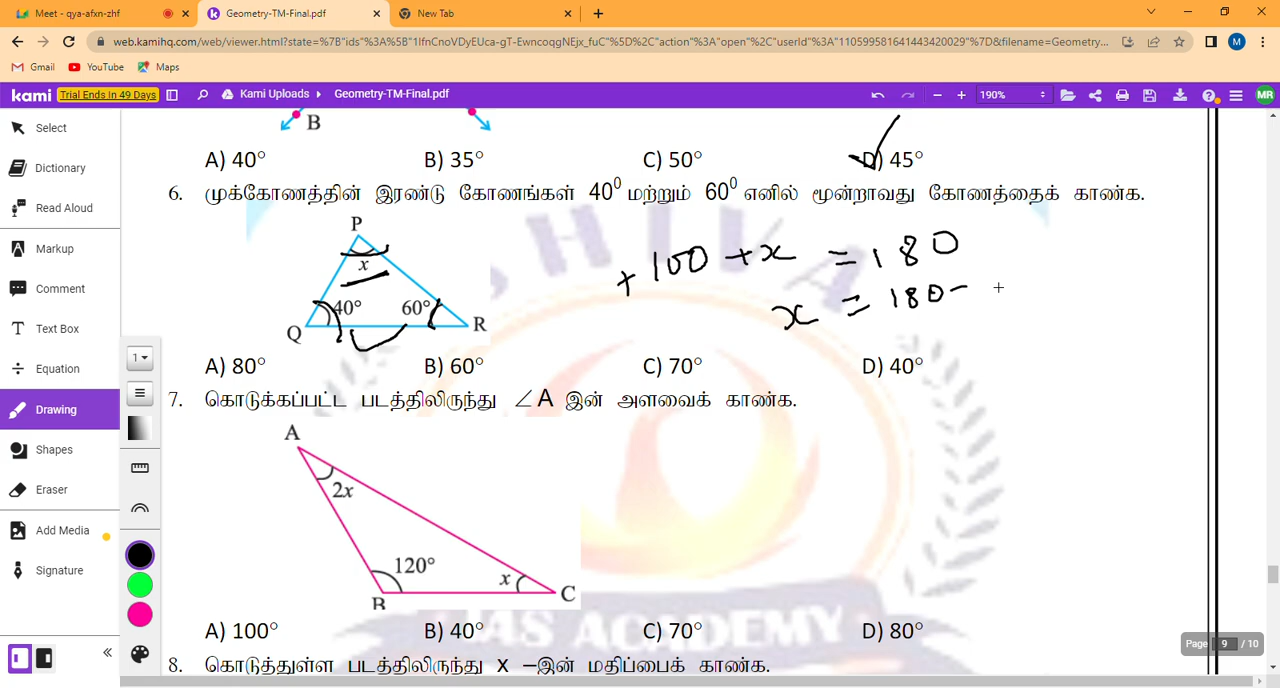 Meet - qya-afxn-zhf
Geometry-TM-Final.pdf
New Tab
web.kamihq.com/web/viewer.html?state=%7B"ids"%3A%5B"1IfnCnoVDyEUca-gT-EwncoqgNEjx_fuC"%5D%2C"action"%3A"open"%2C"userId"%3A"110599581641443420029"%7D&filename=Geometry...
M
Gmail
YouTube
Maps
kami
Trial Ends in 49 Days
Kami Uploads
Geometry-TM-Final.pdf
190%
MR
Select
Dictionary
Read Aloud
Markup
Comment
Text Box
Equation
Drawing
Shapes
Eraser
Add Media
Signature
1
B
A) 40°
B) 35°
C) 50°
D) 45°
6. முக்கோணத்தின் இரண்டு கோணங்கள் 40⁰ மற்றும் 60⁰ எனில் மூன்றாவது கோணத்தைக் காண்க.
P
x
40°
60°
Q
R
+100 + x = 180
x = 180 -
A) 80°
B) 60°
C) 70°
D) 40°
7. கொடுக்கப்பட்ட படத்திலிருந்து ∠A இன் அளவைக் காண்க.
A
2x
120°
x
B
C
A) 100°
B) 40°
C) 70°
D) 80°
IAS ACADEMY
Page 9 / 10
8. கொடுத்துள்ள படத்திலிருந்து x –இன் மதிப்பைக் காண்க.